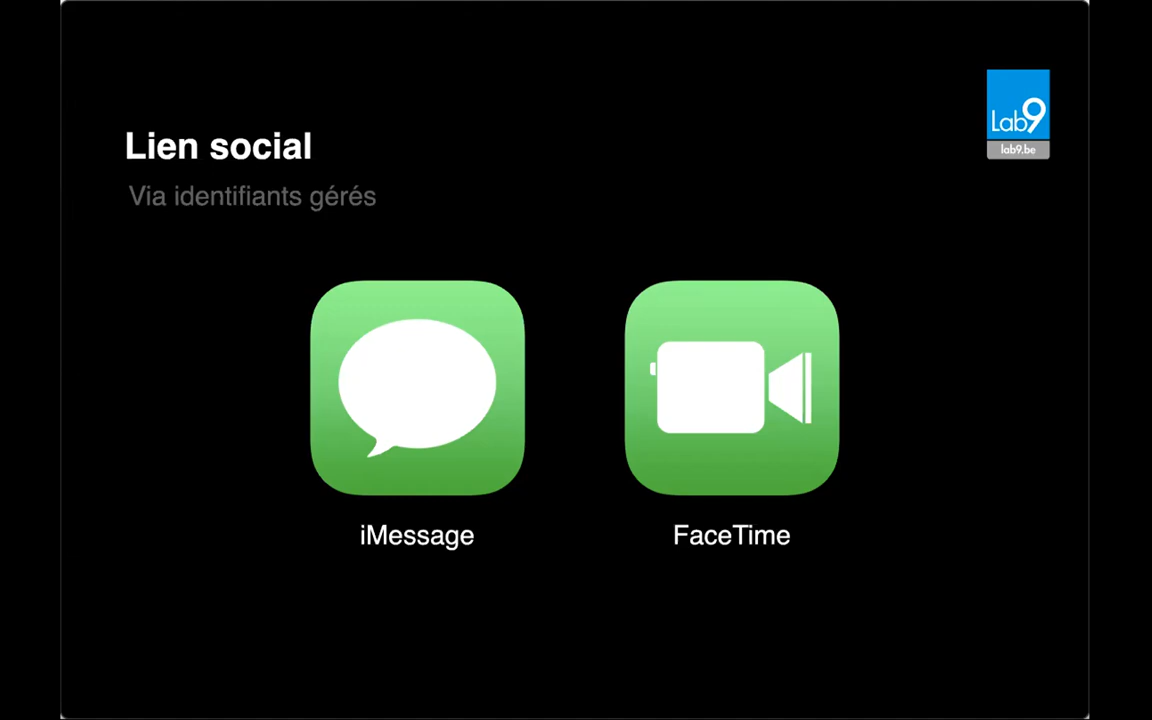 Lien social
Via identifiants gérés
Lab9
lab9.be
iMessage
FaceTime